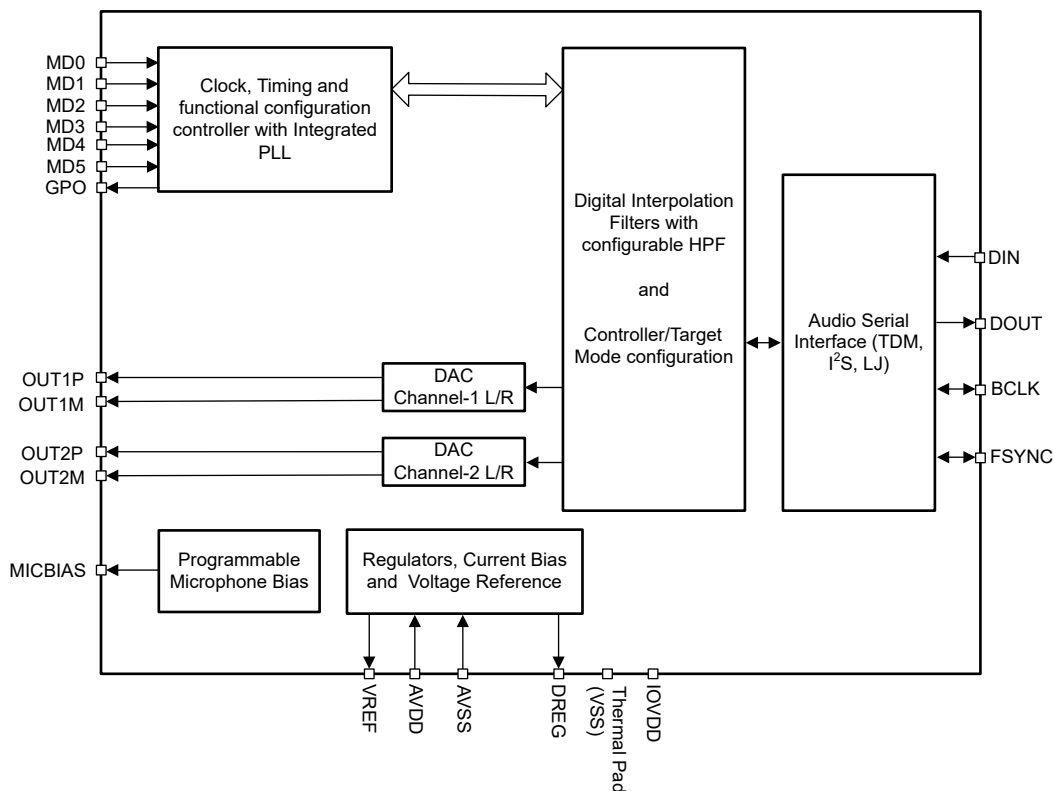 MD0
MD1
MD2
MD3
MD4
MD5
GPO
Clock, Timing and
functional configuration
controller with Integrated
PLL
Digital Interpolation
Filters with
configurable HPF
and
Controller/Target
Mode configuration
Audio Serial
Interface (TDM,
I²S, LJ)
DIN
DOUT
BCLK
FSYNC
OUT1P
OUT1M
DAC
Channel-1 L/R
OUT2P
OUT2M
DAC
Channel-2 L/R
MICBIAS
Programmable
Microphone Bias
Regulators, Current Bias
and Voltage Reference
VREF
AVDD
AVSS
DREG
Thermal Pad
(VSS)
IOVDD